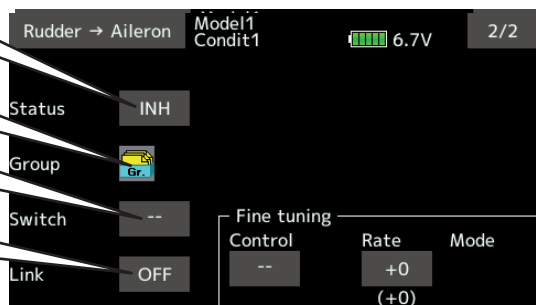 Rudder → Aileron
Model1
Condit1
6.7V
2/2
Status INH
Group Gr.
Switch --
Link OFF
Fine tuning
Control Rate Mode
-- +0
(+0)